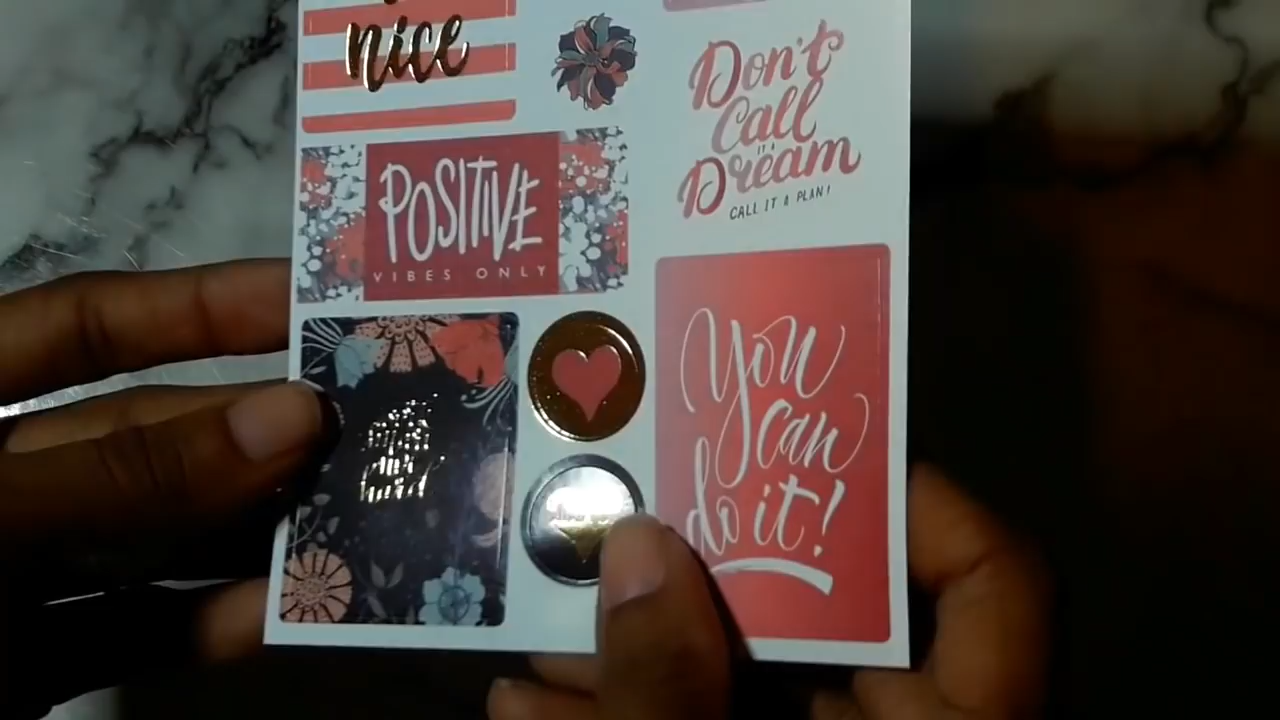 nice
POSITIVE
VIBES ONLY
Don't
Call
IT A
Dream
CALL IT A PLAN!
You
can
do it!